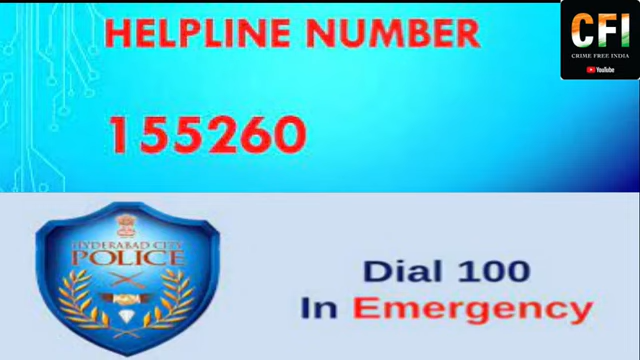 HELPLINE NUMBER
CFI
CRIME FREE INDIA
YouTube
155260
HYDERABAD CITY
POLICE
Dial 100
In Emergency